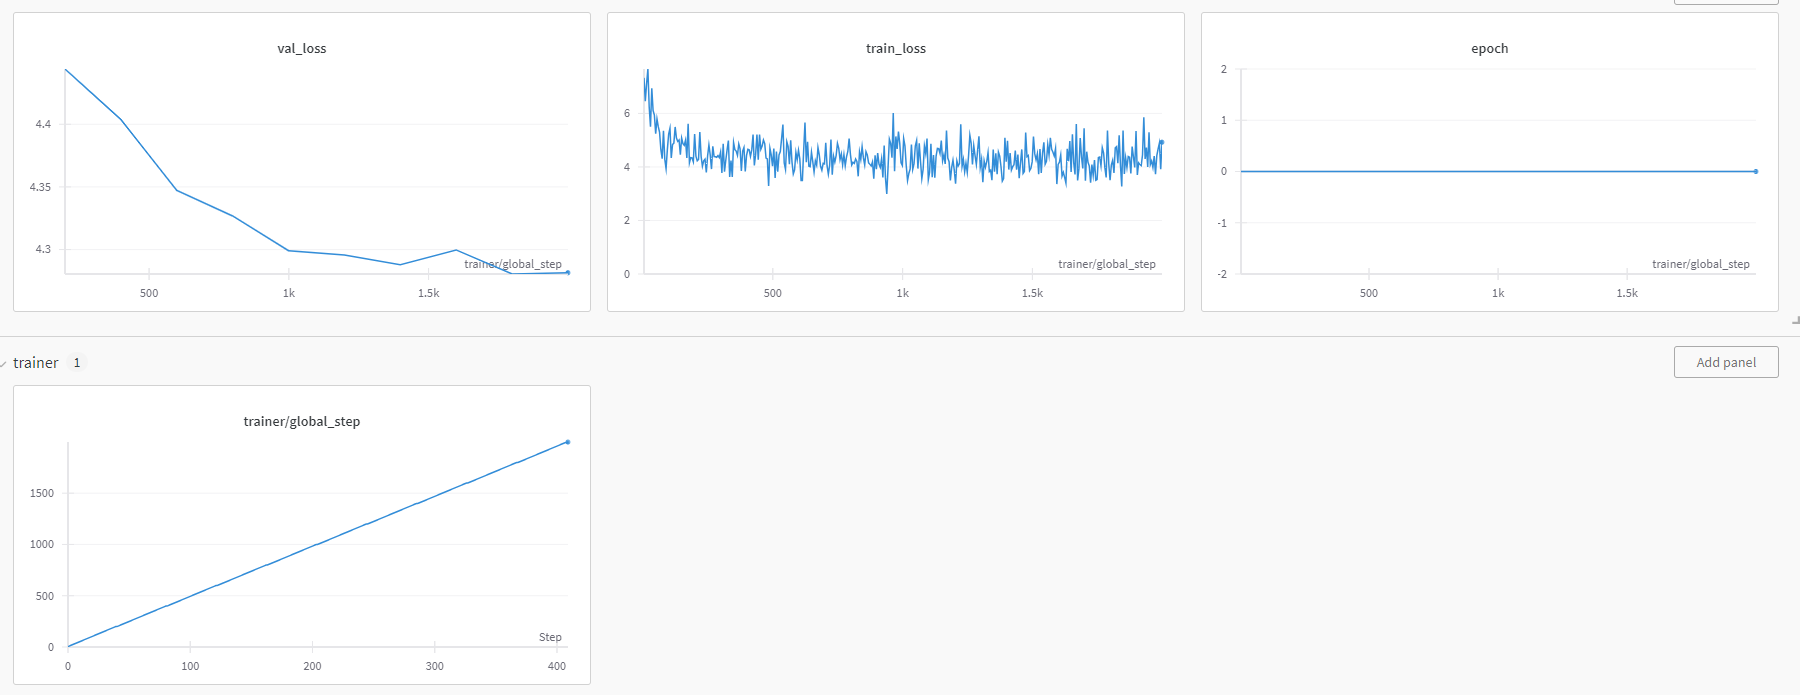 val_loss
4.4
4.35
4.3
trainer/global_step
500
1k
1.5k
train_loss
6
4
2
0
trainer/global_step
500
1k
1.5k
epoch
2
1
0
-1
-2
trainer/global_step
500
1k
1.5k
trainer 1
Add panel
trainer/global_step
1500
1000
500
0
Step
0
100
200
300
400